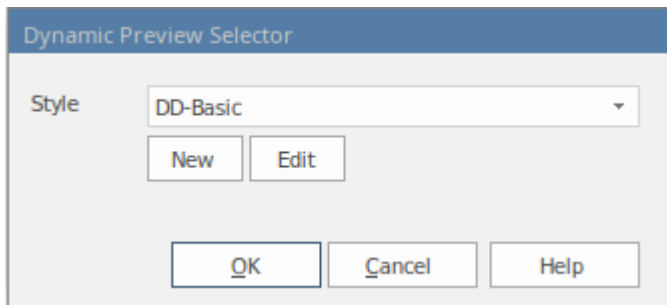 Dynamic Preview Selector
Style DD-Basic
New Edit
OK Cancel Help